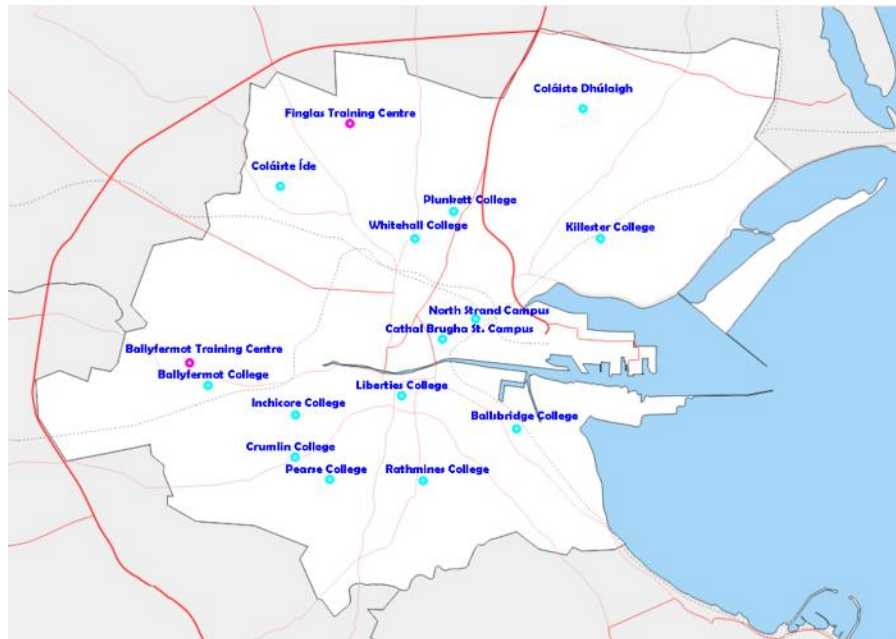 Coláiste Dhúlaigh
Finglas Training Centre
Coláiste Íde
Plunkett College
Whitehall College
Killester College
North Strand Campus
Cathal Brugha St. Campus
Ballyfermot Training Centre
Ballyfermot College
Liberties College
Inchicore College
Ballsbridge College
Crumlin College
Pearse College
Rathmines College